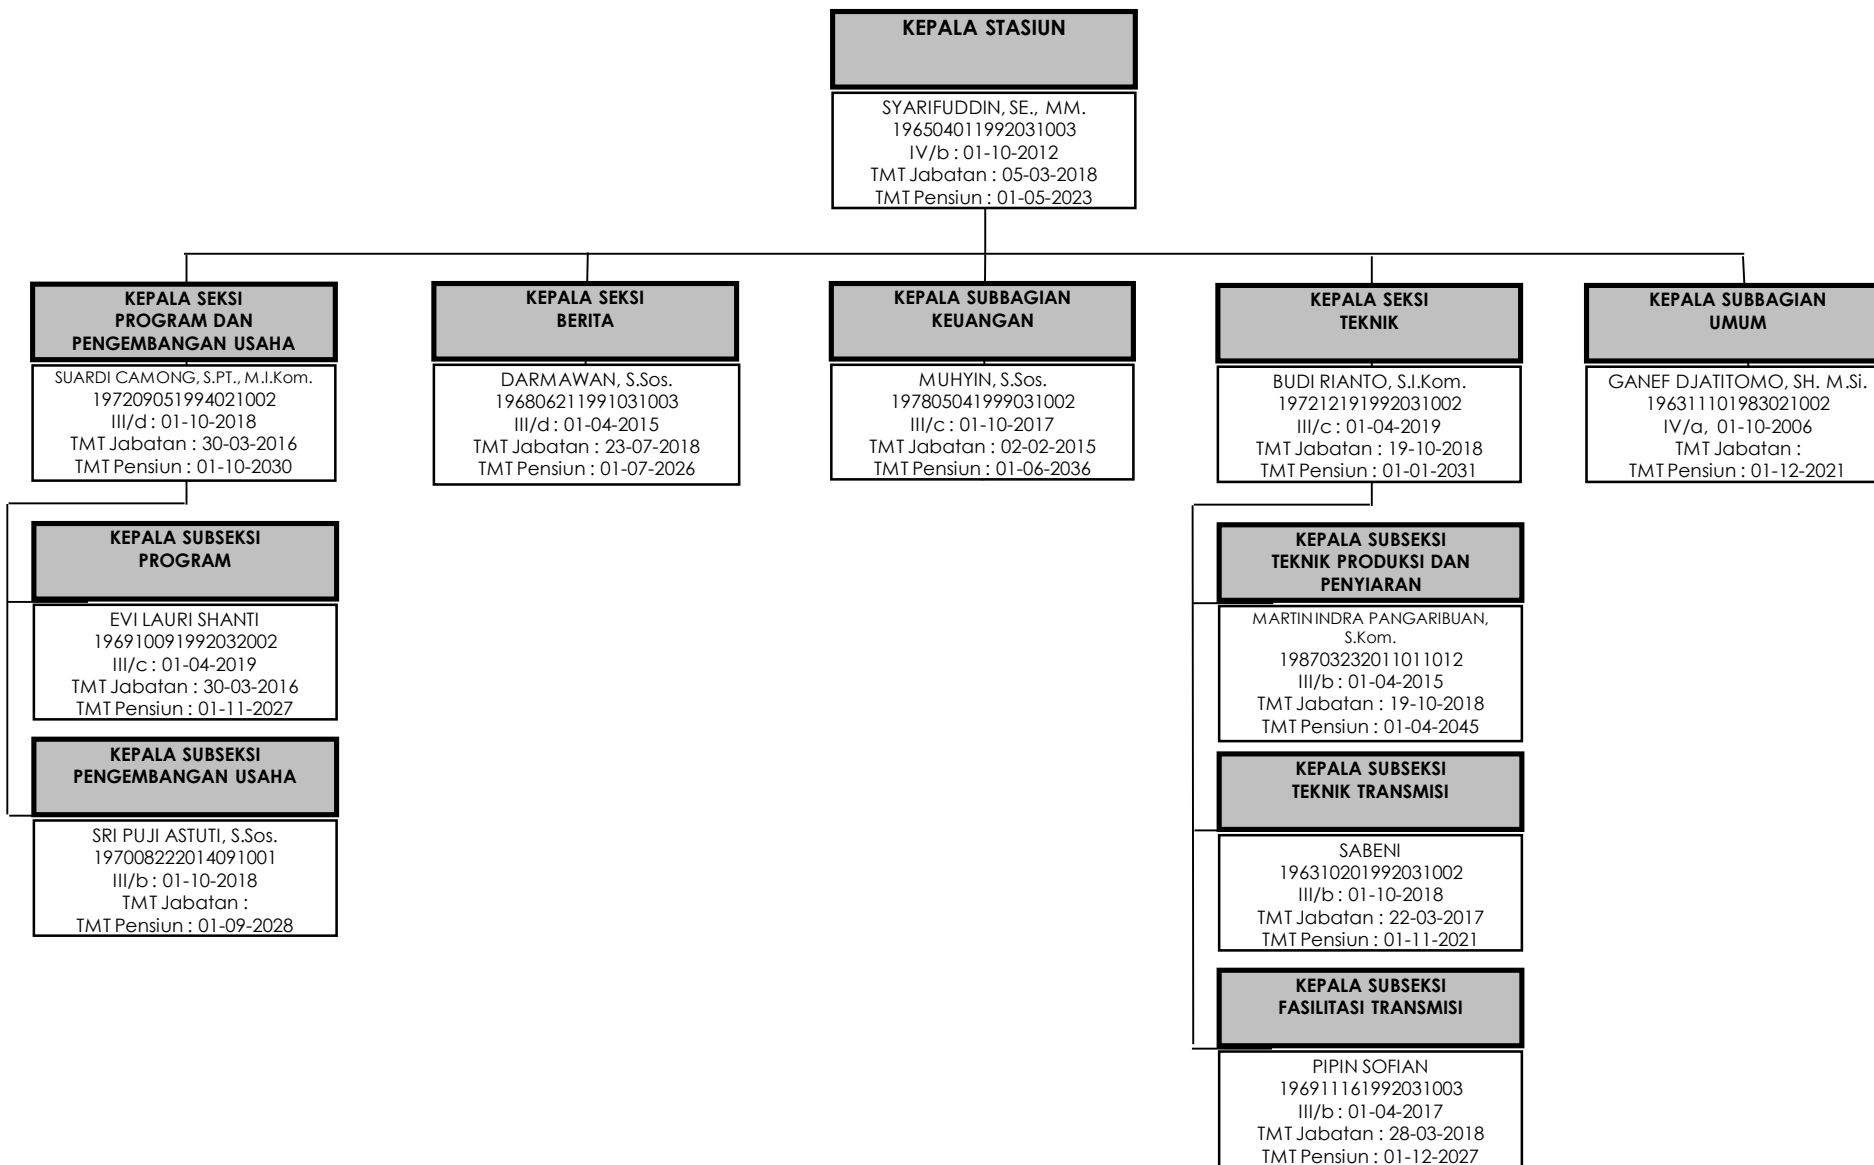 KEPALA STASIUN
SYARIFUDDIN, SE., MM.
196504011992031003
IV/b : 01-10-2012
TMT Jabatan : 05-03-2018
TMT Pensiun : 01-05-2023
KEPALA SEKSI
PROGRAM DAN
PENGEMBANGAN USAHA
SUARDI CAMONG, S.PT., M.I.Kom.
197209051994021002
III/d : 01-10-2018
TMT Jabatan : 30-03-2016
TMT Pensiun : 01-10-2030
KEPALA SEKSI
BERITA
DARMAWAN, S.Sos.
196806211991031003
III/d : 01-04-2015
TMT Jabatan : 23-07-2018
TMT Pensiun : 01-07-2026
KEPALA SUBBAGIAN
KEUANGAN
MUHYIN, S.Sos.
197805041999031002
III/c : 01-10-2017
TMT Jabatan : 02-02-2015
TMT Pensiun : 01-06-2036
KEPALA SEKSI
TEKNIK
BUDI RIANTO, S.I.Kom.
197212191992031002
III/c : 01-04-2019
TMT Jabatan : 19-10-2018
TMT Pensiun : 01-01-2031
KEPALA SUBBAGIAN
UMUM
GANEF DJATITOMO, SH. M.Si.
196311101983021002
IV/a, 01-10-2006
TMT Jabatan :
TMT Pensiun : 01-12-2021
KEPALA SUBSEKSI
PROGRAM
EVI LAURI SHANTI
196910091992032002
III/c : 01-04-2019
TMT Jabatan : 30-03-2016
TMT Pensiun : 01-11-2027
KEPALA SUBSEKSI
PENGEMBANGAN USAHA
SRI PUJI ASTUTI, S.Sos.
197008222014091001
III/b : 01-10-2018
TMT Jabatan :
TMT Pensiun : 01-09-2028
KEPALA SUBSEKSI
TEKNIK PRODUKSI DAN
PENYIARAN
MARTIN INDRA PANGARIBUAN,
S.Kom.
198703232011011012
III/b : 01-04-2015
TMT Jabatan : 19-10-2018
TMT Pensiun : 01-04-2045
KEPALA SUBSEKSI
TEKNIK TRANSMISI
SABENI
196310201992031002
III/b : 01-10-2018
TMT Jabatan : 22-03-2017
TMT Pensiun : 01-11-2021
KEPALA SUBSEKSI
FASILITASI TRANSMISI
PIPIN SOFIAN
196911161992031003
III/b : 01-04-2017
TMT Jabatan : 28-03-2018
TMT Pensiun : 01-12-2027